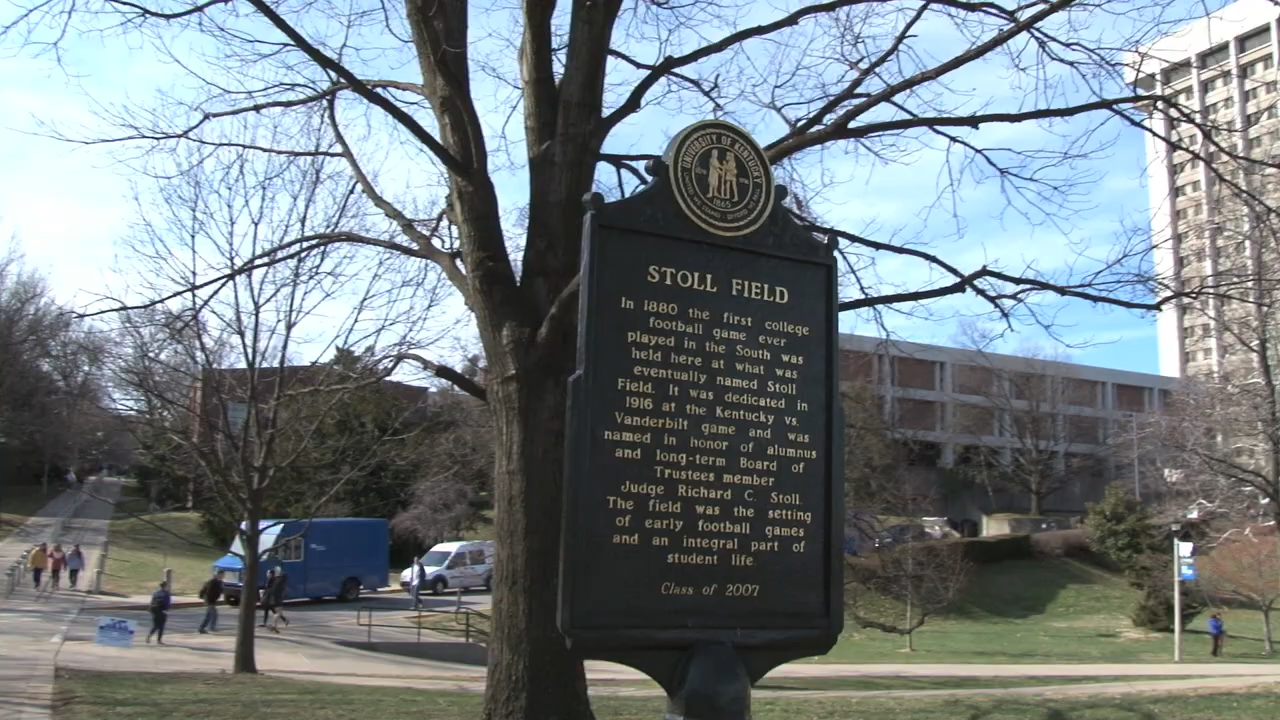 UNIVERSITY OF KENTUCKY
1865
STOLL FIELD
In 1880 the first college
football game ever
played in the South was
held here at what was
eventually named Stoll
Field. It was dedicated in
1916 at the Kentucky vs.
Vanderbilt game and was
named in honor of alumnus
and long-term Board of
Trustees member
Judge Richard C. Stoll.
The field was the setting
of early football games
and an integral part of
student life
Class of 2007